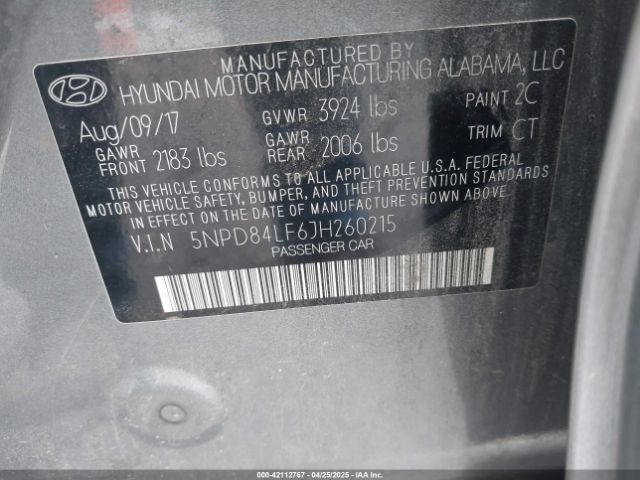 MANUFACTURED BY
HYUNDAI MOTOR MANUFACTURING ALABAMA, LLC
Aug/09/17 GVWR 3924 lbs PAINT 2C
GAWR FRONT 2183 lbs GAWR REAR 2006 lbs TRIM CT
THIS VEHICLE CONFORMS TO ALL APPLICABLE U.S.A. FEDERAL
MOTOR VEHICLE SAFETY, BUMPER, AND THEFT PREVENTION STANDARDS
IN EFFECT ON THE DATE OF MANUFACTURE SHOWN ABOVE.
V.I.N 5NPD84LF6JH260215
PASSENGER CAR
000-42112767 - 04/25/2025 - Copyright IAA